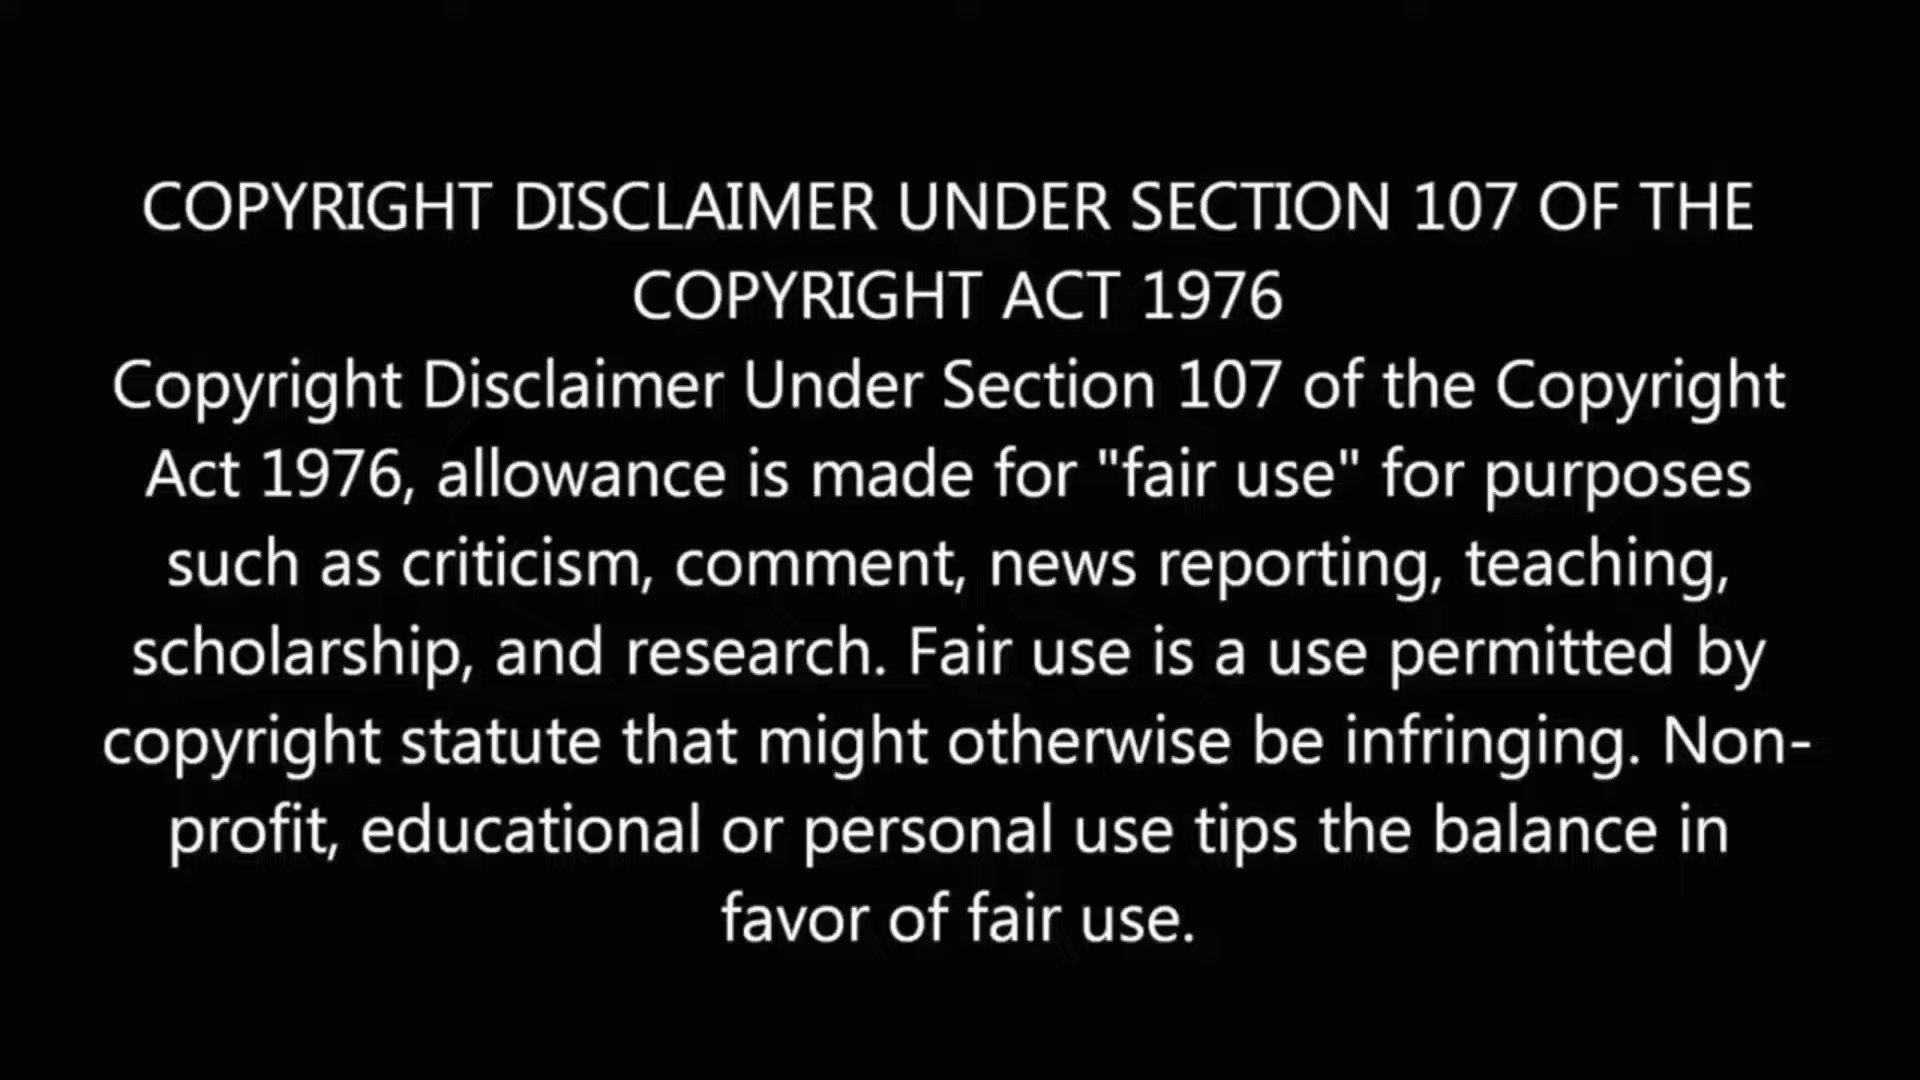 COPYRIGHT DISCLAIMER UNDER SECTION 107 OF THE
COPYRIGHT ACT 1976
Copyright Disclaimer Under Section 107 of the Copyright
Act 1976, allowance is made for "fair use" for purposes
such as criticism, comment, news reporting, teaching,
scholarship, and research. Fair use is a use permitted by
copyright statute that might otherwise be infringing. Non-
profit, educational or personal use tips the balance in
favor of fair use.